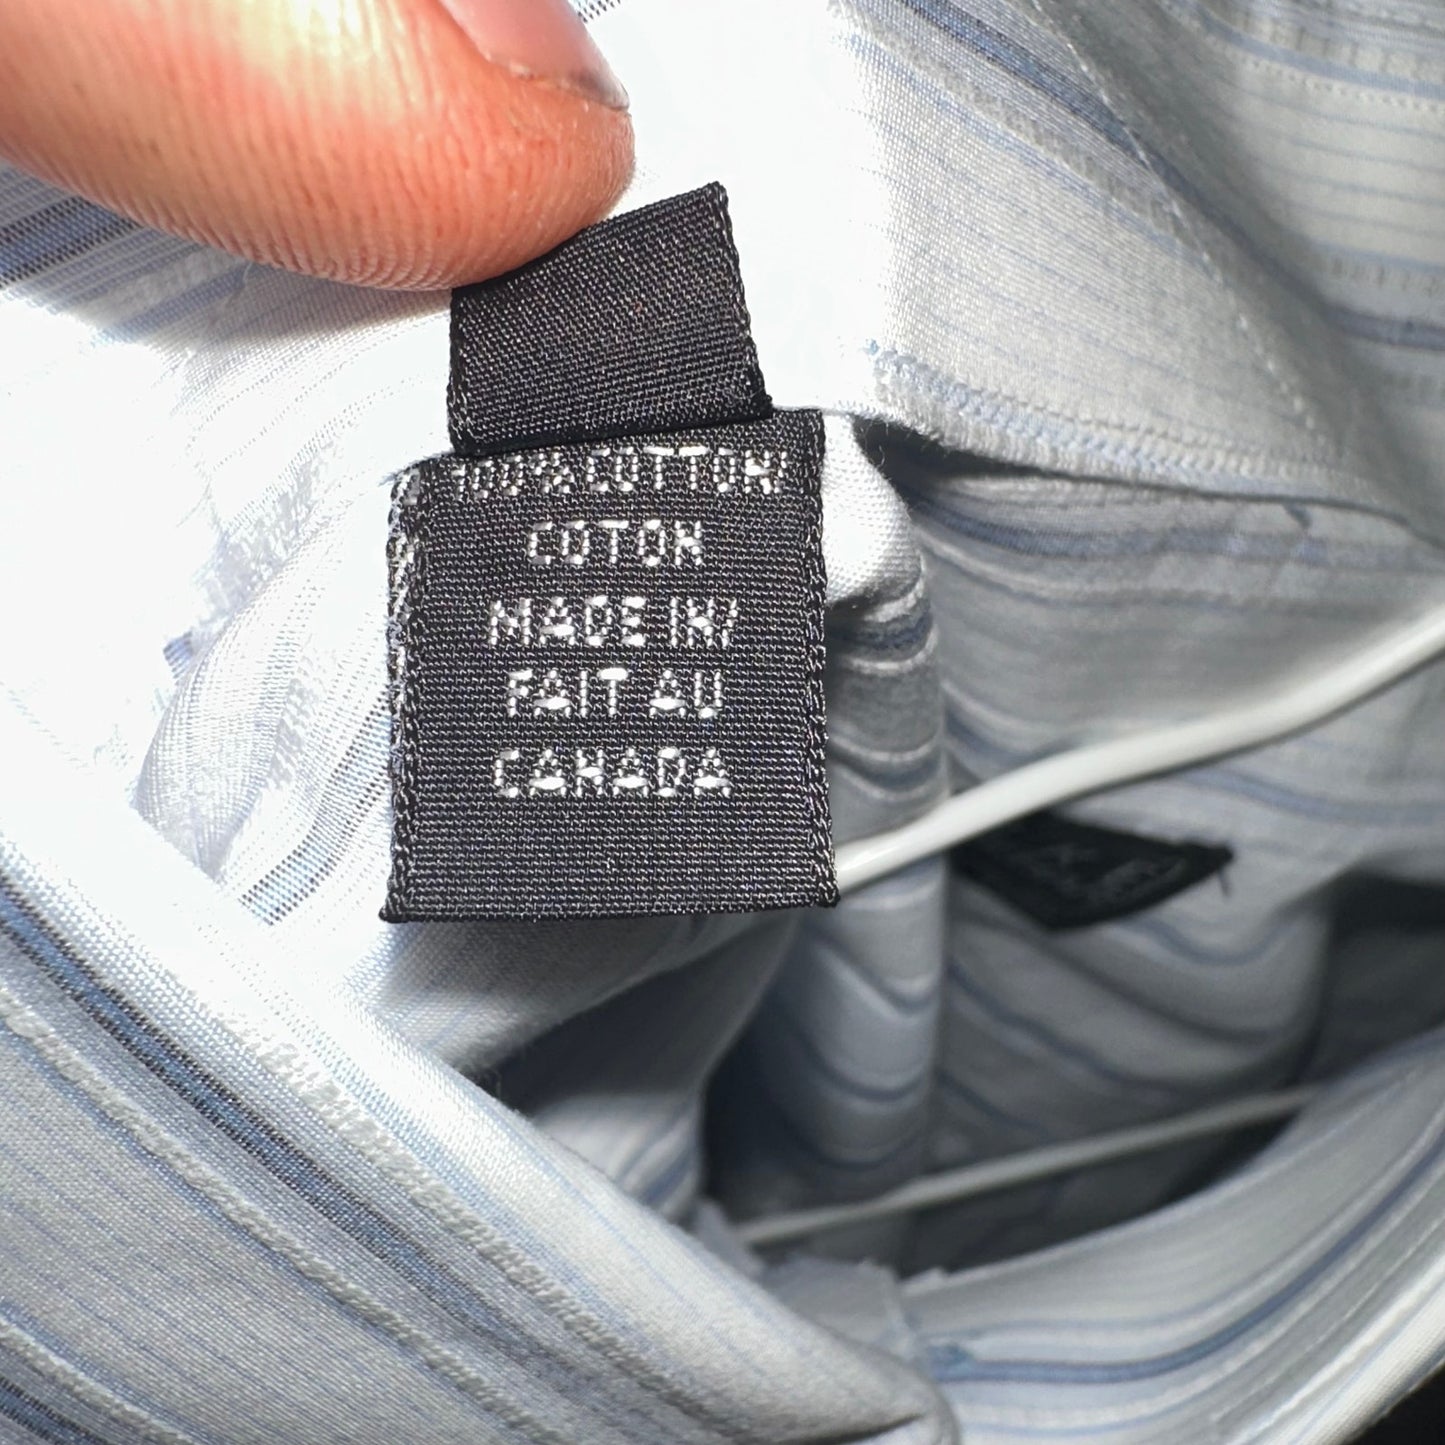 100% COTTON/
COTON
MADE IN/
FAIT AU
CANADA